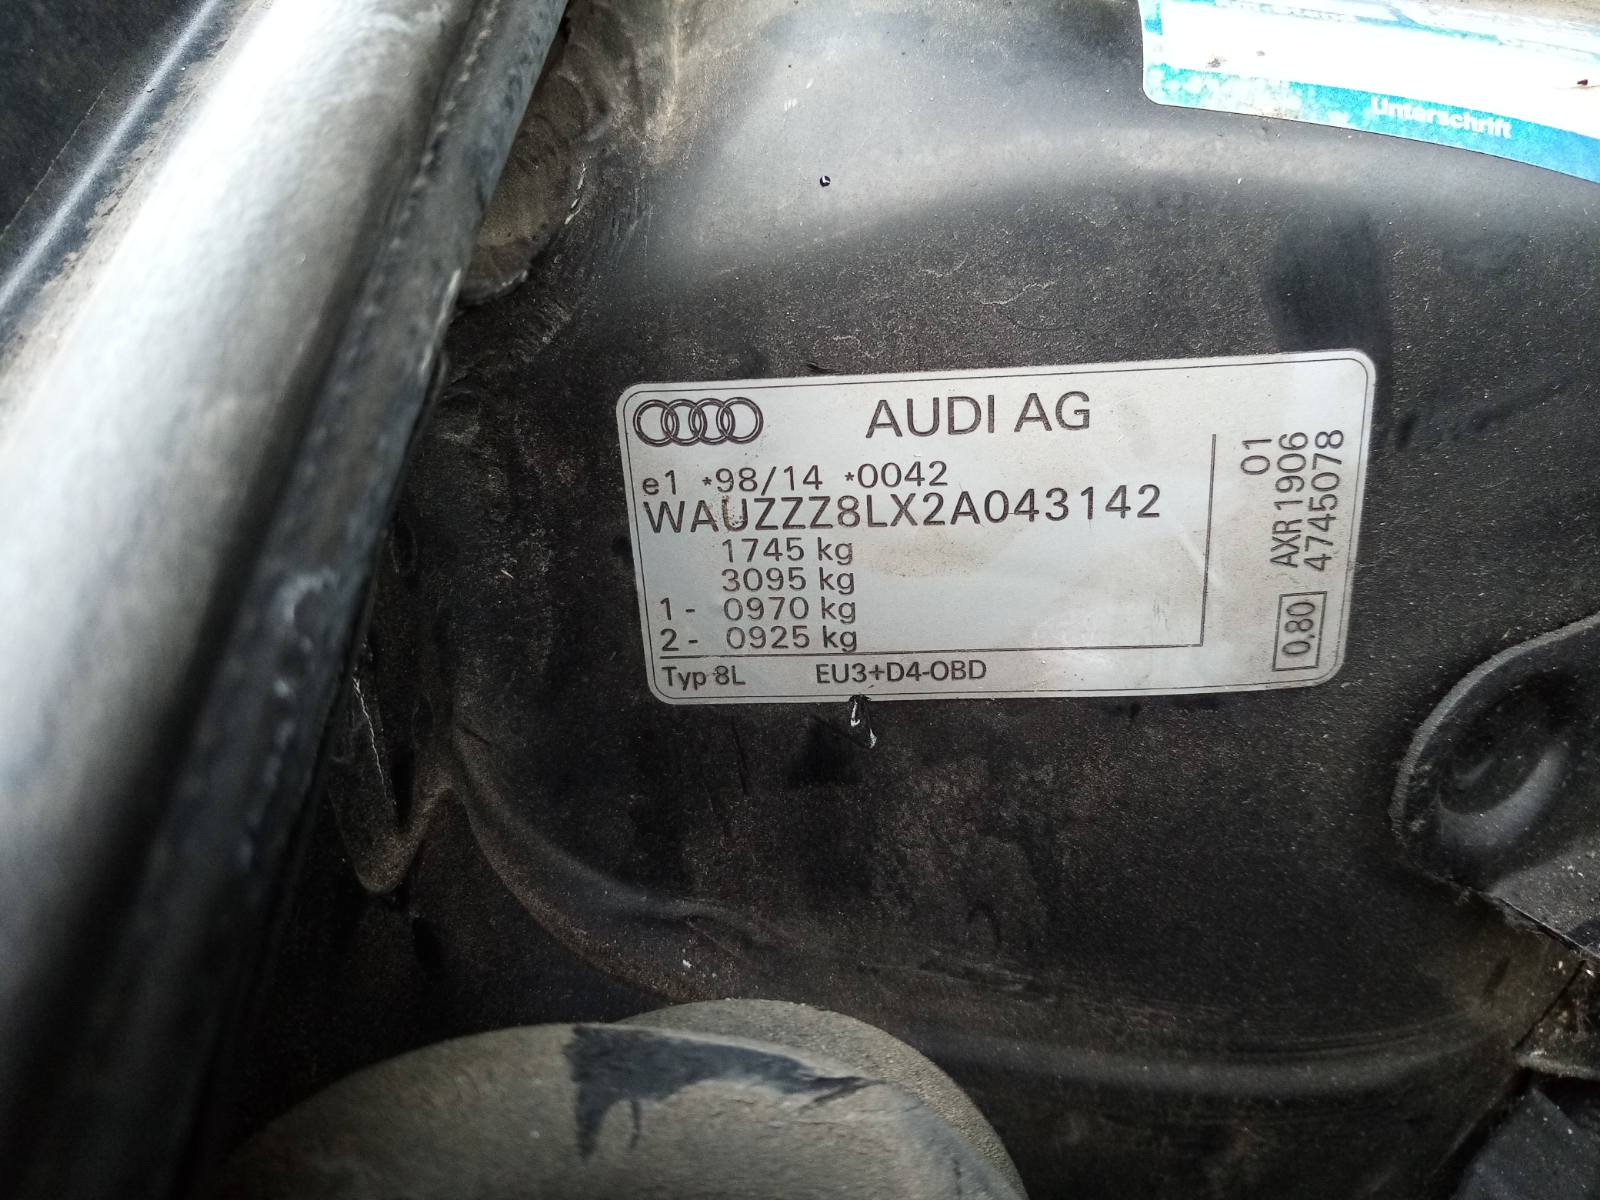 Unterschrift
AUDI AG
e1 *98/14 *0042
WAUZZZ8LX2A043142
1745 kg
3095 kg
1- 0970 kg
2- 0925 kg
Typ 8L EU3+D4-OBD
01
AXR 1906
4745078
0,80